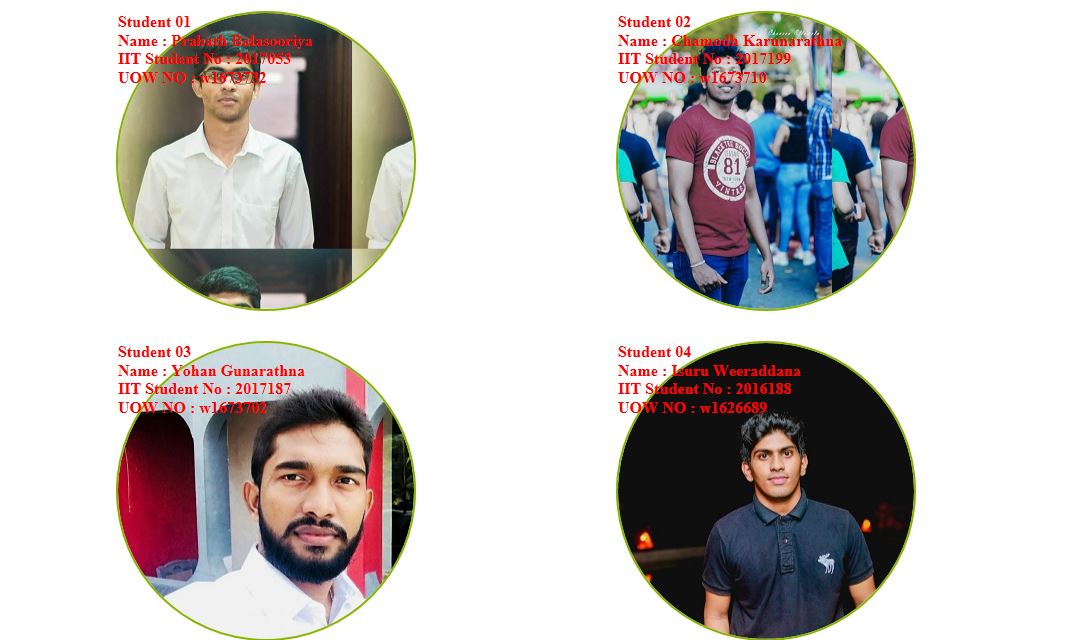 Student 01
Name : Prabath Balasooriya
IIT Student No : 2017053
UOW NO : w1673732
Student 02
Name : Chamodh Karunarathna
IIT Student No : 2017199
UOW NO : w1673710
81
VINTAGE
Student 03
Name : Yohan Gunarathna
IIT Student No : 2017187
UOW NO : w1673702
Student 04
Name : Isuru Weeraddana
IIT Student No : 2016188
UOW NO : w1626689